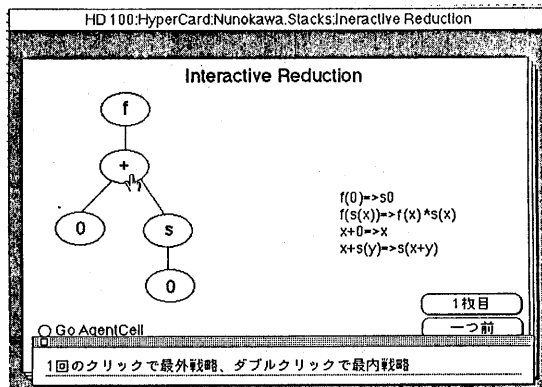 HD 100:HyperCard:Nunokawa.Stacks:Ineractive Reduction
Interactive Reduction
f
+
0
s
0
f(0)=>s0
f(s(x))=>f(x)*s(x)
x+0=>x
x+s(y)=>s(x+y)
1枚目
一つ前
Go AgentCell
1回のクリックで最外戦略、ダブルクリックで最内戦略